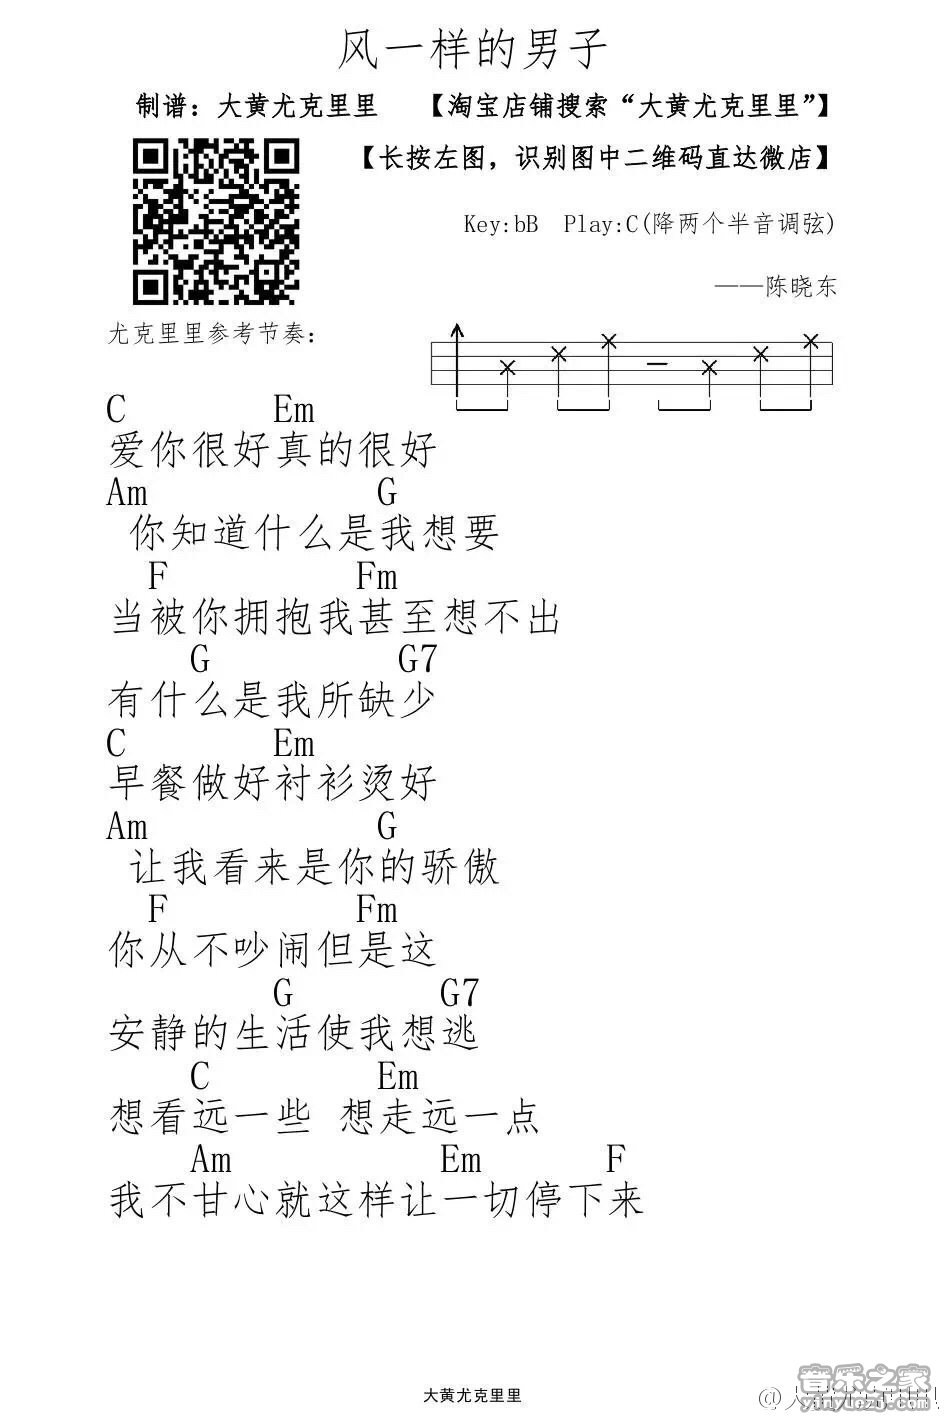 风一样的男子
制谱：大黄尤克里里 【淘宝店铺搜索“大黄尤克里里”】
【长按左图，识别图中二维码直达微店】
Key:bB Play:C(降两个半音调弦)
——陈晓东
尤克里里参考节奏：
C Em
爱你很好真的很好
Am G
你知道什么是我想要
F Fm
当被你拥抱我甚至想不出
G G7
有什么是我所缺少
C Em
早餐做好衬衫烫好
Am G
让我看来是你的骄傲
F Fm
你从不吵闹但是这
G G7
安静的生活使我想逃
C Em
想看远一些 想走远一点
Am Em F
我不甘心就这样让一切停下来
大黄尤克里里
音乐之家
yinyuezj.com